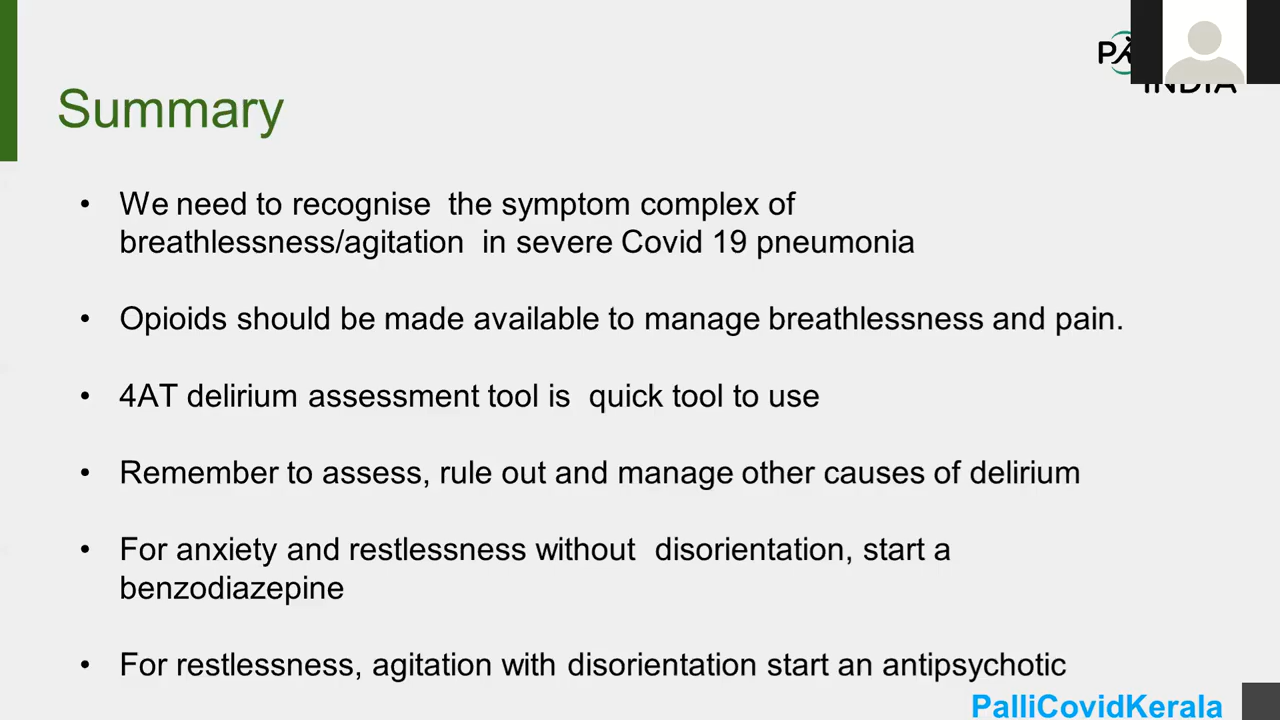 Summary
• We need to recognise the symptom complex of
breathlessness/agitation in severe Covid 19 pneumonia
• Opioids should be made available to manage breathlessness and pain.
• 4AT delirium assessment tool is quick tool to use
• Remember to assess, rule out and manage other causes of delirium
• For anxiety and restlessness without disorientation, start a
benzodiazepine
• For restlessness, agitation with disorientation start an antipsychotic
INDIA
PalliCovidKerala